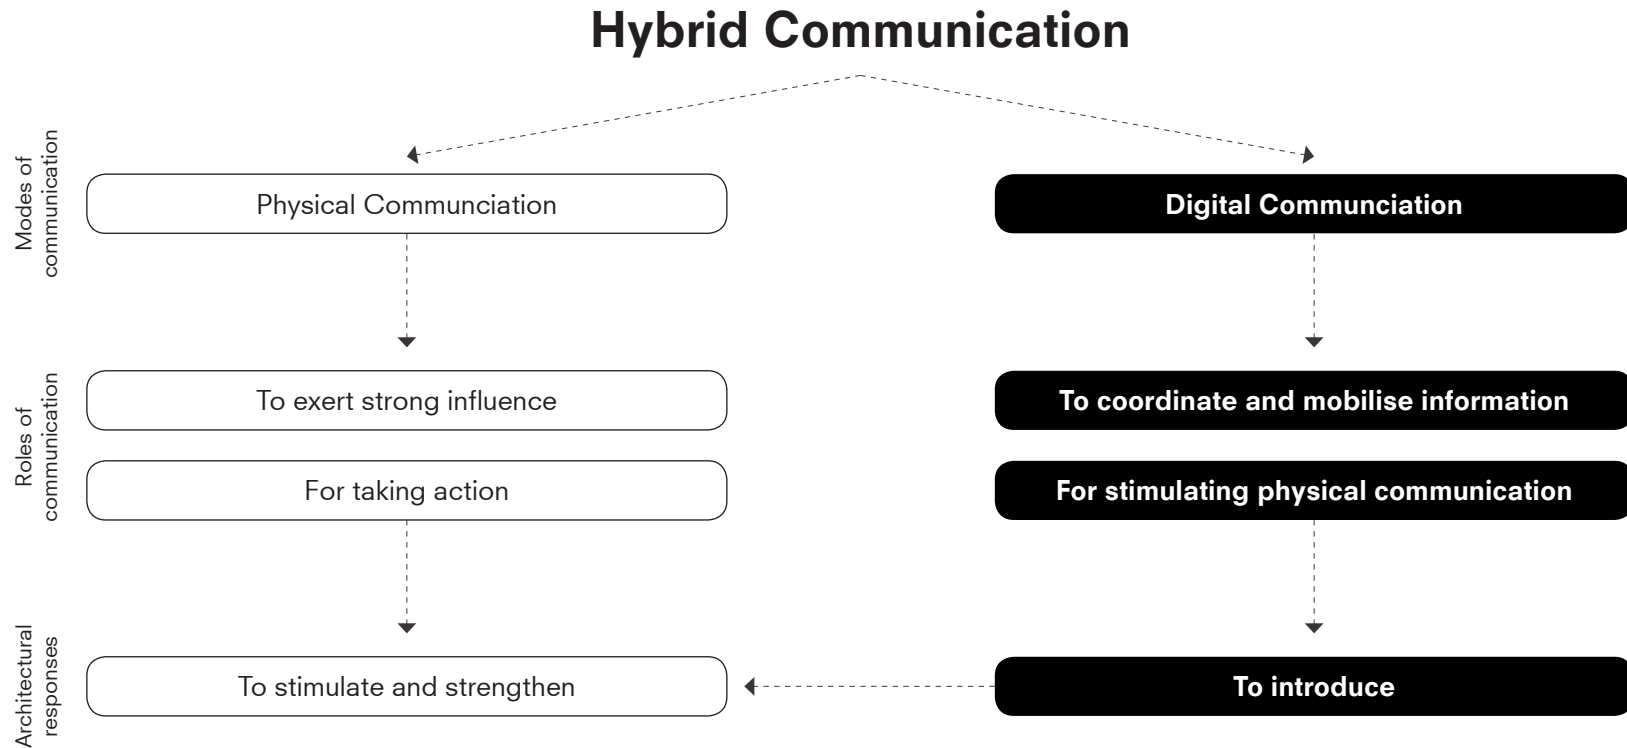 Hybrid Communication
Modes of
communication
Physical Communciation
Digital Communciation
Roles of
communication
To exert strong influence
To coordinate and mobilise information
For taking action
For stimulating physical communication
Architectural
responses
To stimulate and strengthen
To introduce